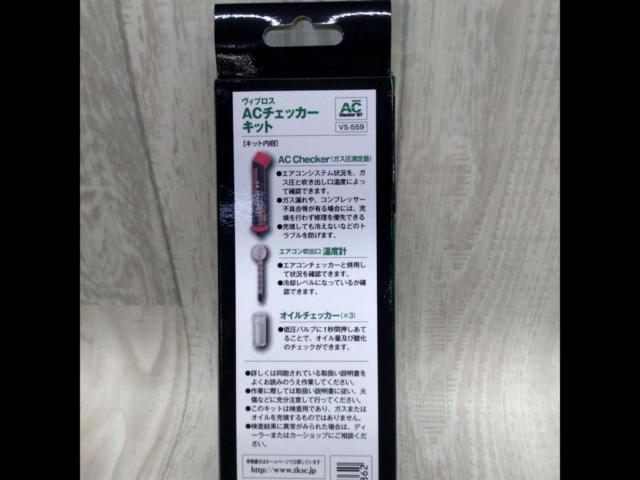 ヴィプロス
ACチェッカー
キット
AC
Checker KIT
VS-559
[キット内容]
AC Checker(ガス圧測定器)
●エアコンシステム状況を、ガ
ス圧と吹き出し口温度によっ
て確認できます。
●ガス漏れや、コンプレッサー
不具合等が有る場合には、充
填を行わず修理を優先できる
●充填しても冷えないなどのト
ラブルを防げます。
エアコン吹出口 温度計
●エアコンチェッカーと併用し
て状況を確認できます。
●冷却レベルになっているか確
認できます。
オイルチェッカー(×3)
●低圧バルブに1秒間押しあて
ることで、オイル量及び酸化
のチェックができます。
●詳しくは同胞されている取扱い説明書を
よくお読みのうえ作業してください。
●作業に際しては取扱い説明書に従い、火
傷などに充分注意して行ってください。
●このキットは検査用であり、ガスまたは
オイルを充填するものではありません。
●検査結果に異常がみられた場合は、ディ
ーラーまたはカーショップにご相談くだ
さい。
http://www.tksc.jp
862